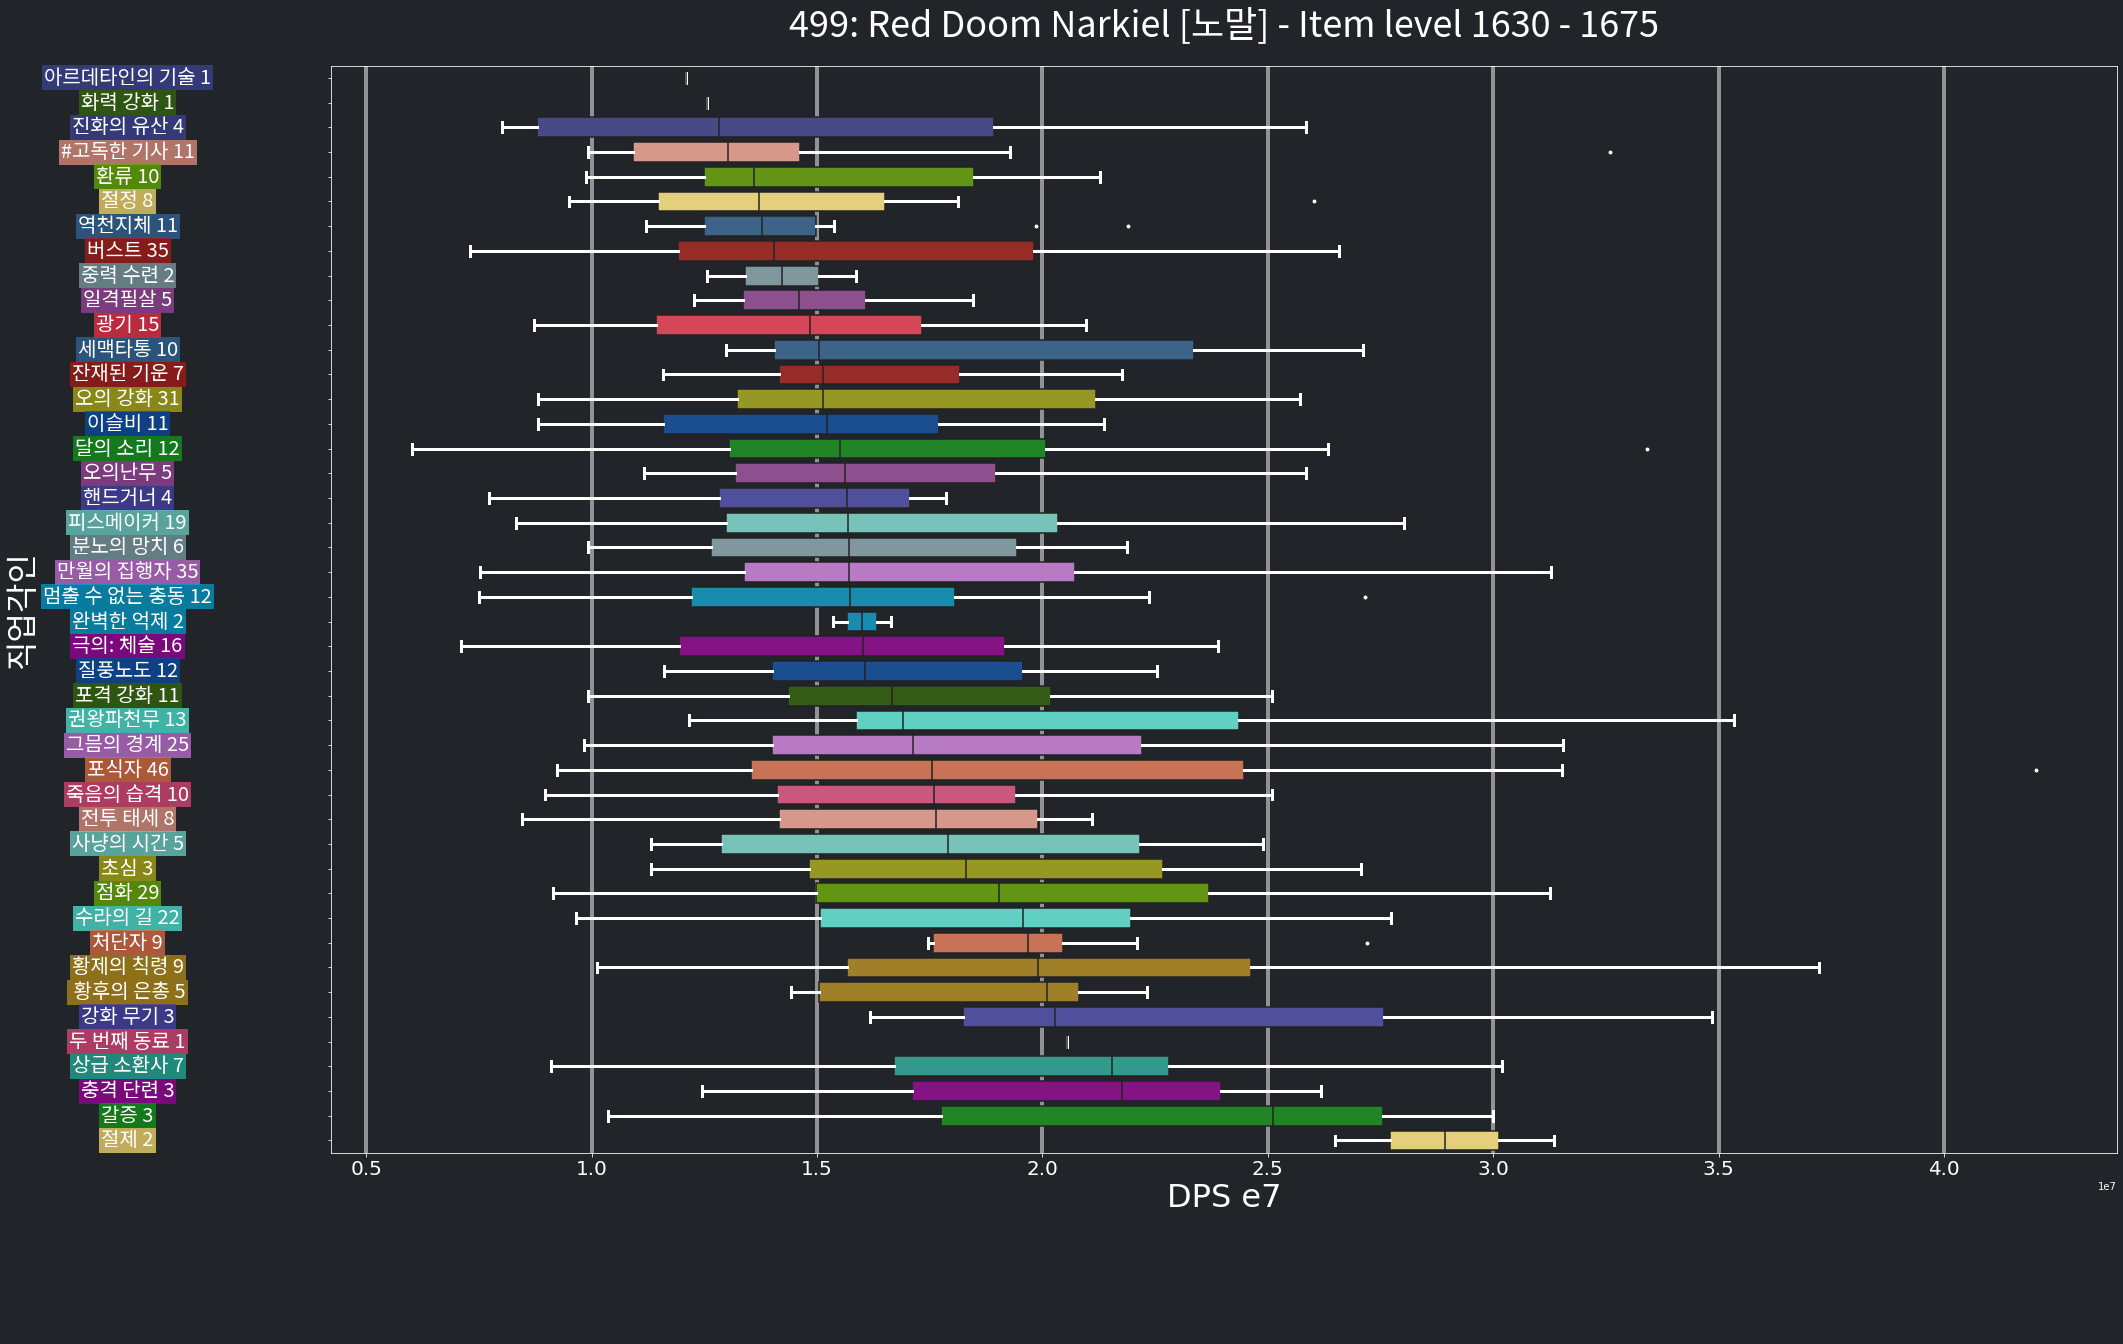 499: Red Doom Narkiel [노말] - Item level 1630 - 1675
아르데타인의 기술 1
화력 강화 1
진화의 유산 4
#고독한 기사 11
환류 10
절정 8
역천지체 11
버스트 35
중력 수련 2
일격필살 5
광기 15
세맥타통 10
잔재된 기운 7
오의 강화 31
이슬비 11
달의 소리 12
오의난무 5
핸드거너 4
피스메이커 19
분노의 망치 6
만월의 집행자 35
멈출 수 없는 충동 12
완벽한 억제 2
극의: 체술 16
질풍노도 12
포격 강화 11
권왕파천무 13
그믐의 경계 25
포식자 46
죽음의 습격 10
전투 태세 8
사냥의 시간 5
초심 3
점화 29
수라의 길 22
처단자 9
황제의 칙령 9
황후의 은총 5
강화 무기 3
두 번째 동료 1
상급 소환사 7
충격 단련 3
갈증 3
절제 2
직업각인
0.5 1.0 1.5 2.0 2.5 3.0 3.5 4.0
1e7
DPS e7